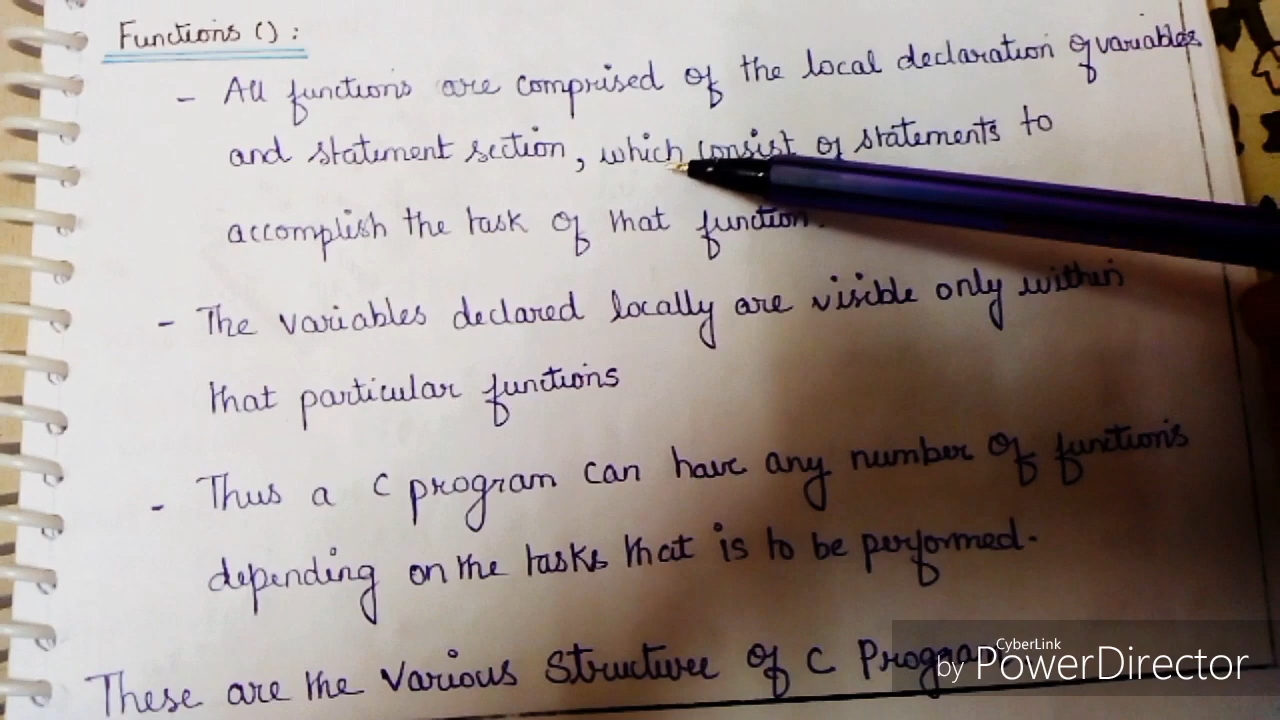 Functions () :
- All functions are comprised of the local declaration of variables
and statement section, which consist of statements to
accomplish the task of that function.
- The variables declared locally are visible only within
that particular functions
- Thus a C program can have any number of functions
depending on the tasks that is to be performed.
These are the various Structure of C Program
CyberLink
by PowerDirector